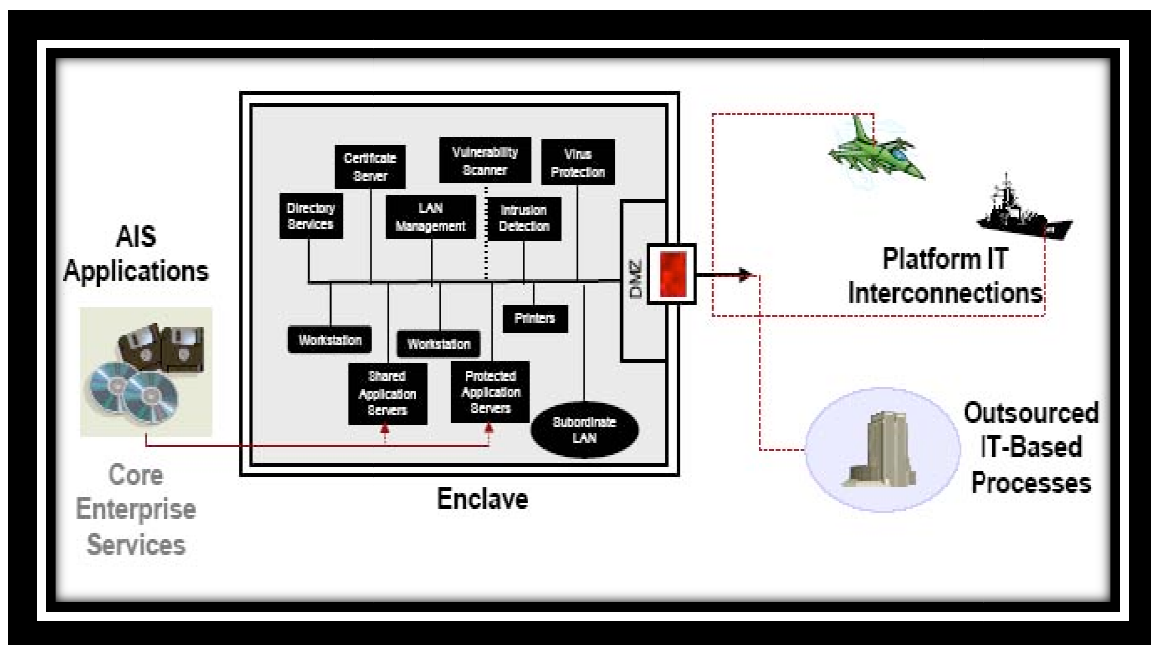 AIS
Applications
Core
Enterprise
Services
Certificate
Server
Vulnerability
Scanner
Virus
Protection
Directory
Services
LAN
Management
Intrusion
Detection
DMZ
Workstation
Workstation
Printers
Shared
Application
Servers
Protected
Application
Servers
Subordinate
LAN
Enclave
Platform IT
Interconnections
Outsourced
IT-Based
Processes